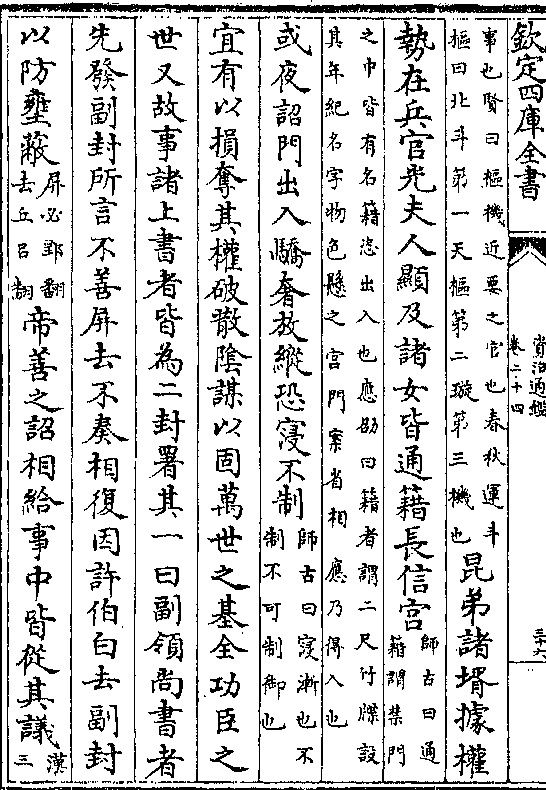 欽定四庫全書
資治通鑑
卷二十四
三十六
事也賢曰樞機近要之官也春秋運斗
樞曰北斗第一天樞第二璇第三機也
昆弟諸壻據權
勢在兵官光夫人顯及諸女皆通籍長信宮
師古曰通
籍謂禁門
之中皆有名籍恣出入也應劭曰籍者謂二尺竹牒設
其年紀名字物色懸之宮門案省相應乃得入也
或夜詔門出入驕奢放縱恐寖不制
師古曰寖漸也不
制不可制御也
宜有以損奪其權破散陰謀以固萬世之基全功臣之
世又故事諸上書者皆為二封署其一曰副領尚書者
先發副封所言不善屏去不奏相復因許伯白去副封
以防壅蔽
屏必郢翻
去丘呂翻
帝善之詔相給事中皆從其議
漢
三